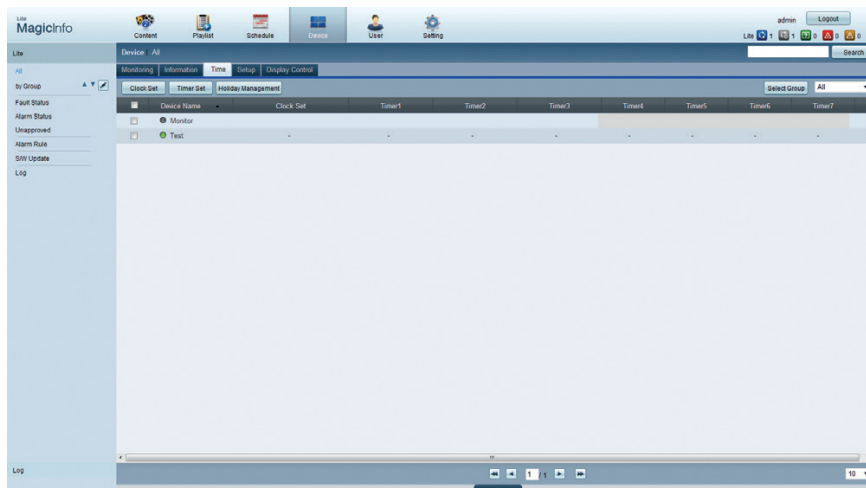 Lite
MagicInfo
Content Playlist Schedule Device User Setting
admin Logout
Lite 1 1 0 0 0
Lite
Device All
Search
All
by Group
Fault Status
Alarm Status
Unapproved
Alarm Rule
S/W Update
Log
Monitoring Information Time Setup Display Control
Clock Set Timer Set Holiday Management
Select Group All
Device Name Clock Set Timer1 Timer2 Timer3 Timer4 Timer5 Timer6 Timer7
Monitor
Test - - - - - - - -
Log
1 / 1
10